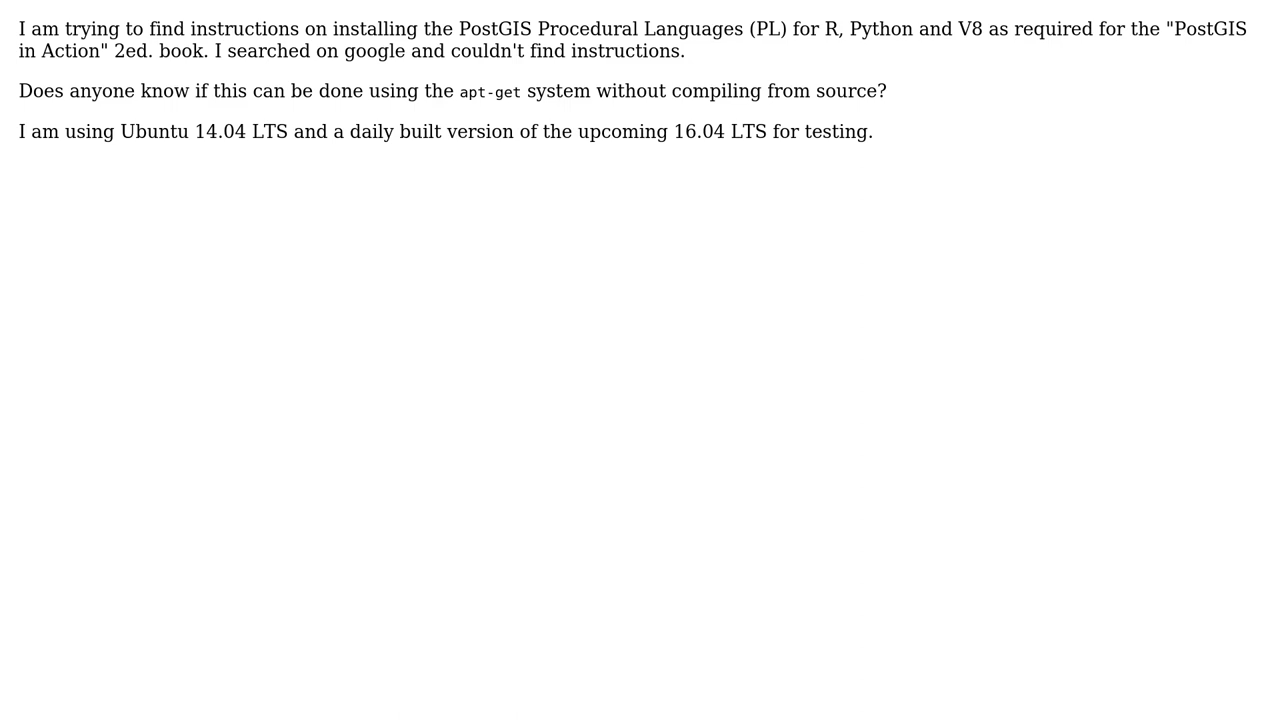 I am trying to find instructions on installing the PostGIS Procedural Languages (PL) for R, Python and V8 as required for the "PostGIS
in Action" 2ed. book. I searched on google and couldn't find instructions.
Does anyone know if this can be done using the apt-get system without compiling from source?
I am using Ubuntu 14.04 LTS and a daily built version of the upcoming 16.04 LTS for testing.